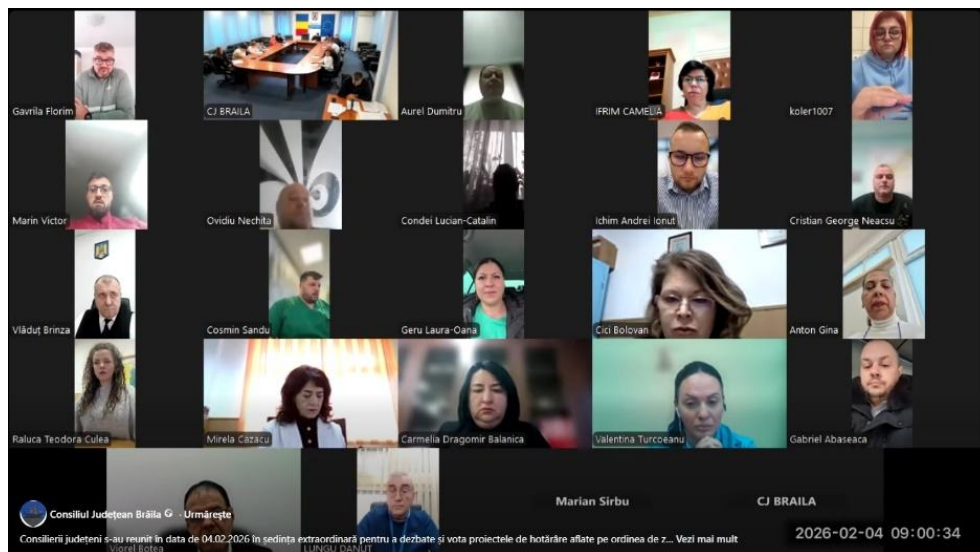 Gavrila Florim
CJ BRAILA
Aurel Dumitru
IFRIM CAMELIA
koler1007
Marin Victor
Ovidiu Nechita
Condei Lucian-Catalin
Ichim Andrei Ionut
Cristian George Neacsu
Vlăduț Brinza
Cosmin Sandu
Geru Laura-Oana
Cici Bolovan
Anton Gina
Raluca Teodora Culea
Mirela Cazacu
Carmelia Dragomir Balanica
Valentina Turcoeanu
Gabriel Abaseaca
Marian Sirbu
CJ BRAILA
Consiliul Județean Brăila · Urmărește
Consilierii județeni s-au reunit în data de 04.02.2026 în ședința extraordinară pentru a dezbate și vota proiectele de hotărâre aflate pe ordinea de z... Vezi mai mult
Viorel Botea
LUNGU DANUT
2026-02-04 09:00:34